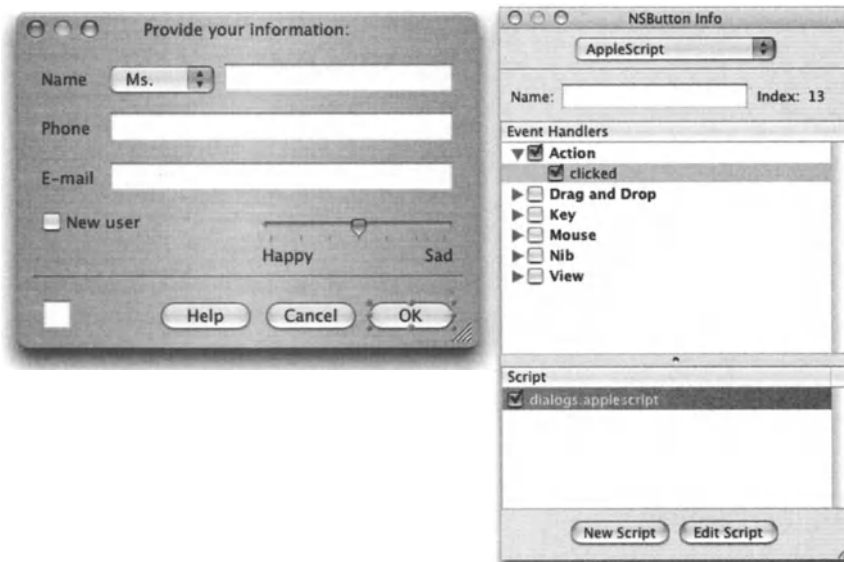 Provide your information:
Name Ms.
Phone
E-mail
New user
Happy Sad
Help Cancel OK
NSButton Info
AppleScript
Name: Index: 13
Event Handlers
Action
clicked
Drag and Drop
Key
Mouse
Nib
View
Script
dialogs.applescript
New Script Edit Script